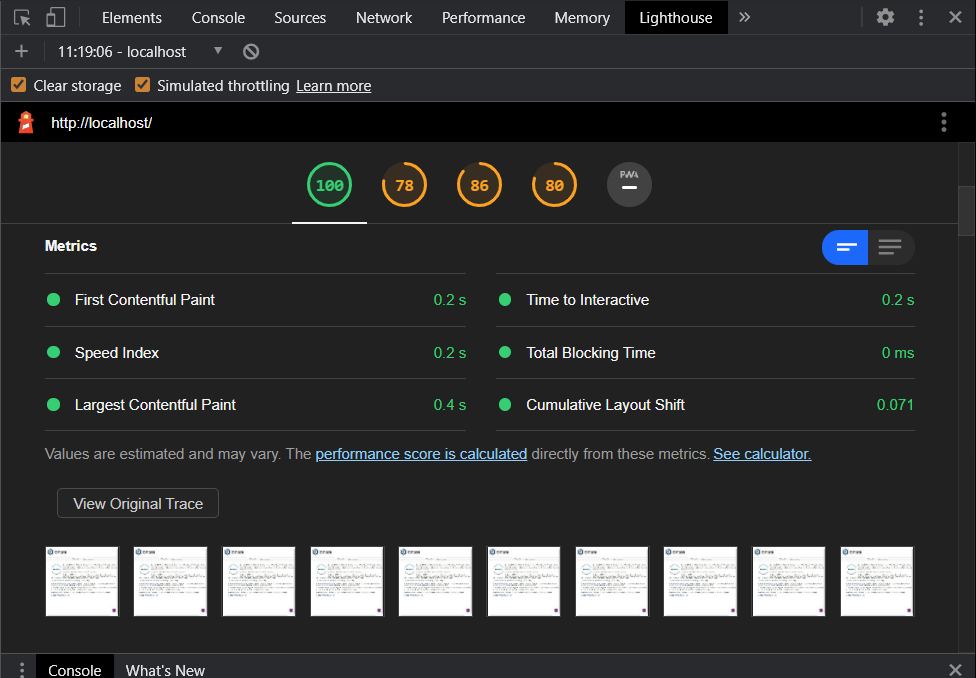 Elements Console Sources Network Performance Memory Lighthouse »
11:19:06 - localhost
Clear storage Simulated throttling Learn more
http://localhost/
100 78 86 80 PWA
Metrics
First Contentful Paint 0.2 s Time to Interactive 0.2 s
Speed Index 0.2 s Total Blocking Time 0 ms
Largest Contentful Paint 0.4 s Cumulative Layout Shift 0.071
Values are estimated and may vary. The performance score is calculated directly from these metrics. See calculator.
View Original Trace
Console What's New